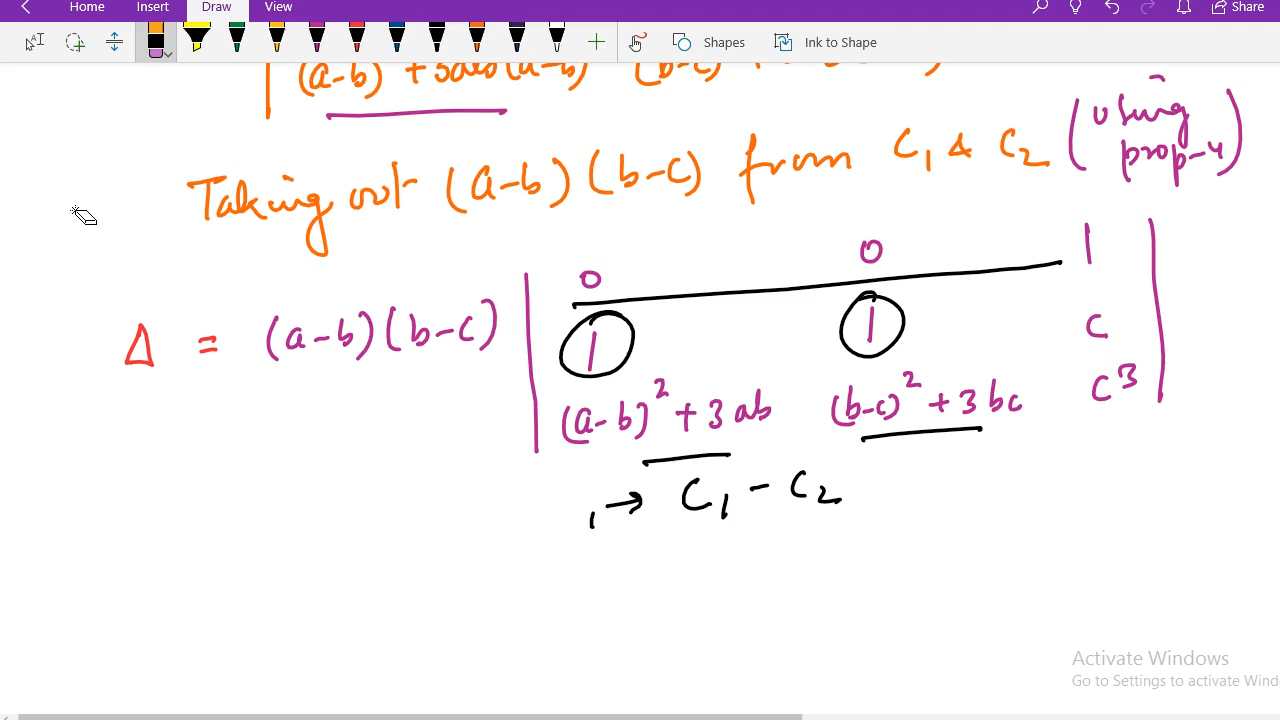 Home Insert Draw View Share
Shapes Ink to Shape
Taking out (a-b) (b-c) from C₁ & C₂ (using prop-4)
0 0 1
Δ = (a-b)(b-c) 1 1 c
(a-b)² + 3ab (b-c)² + 3bc c³
→ C₁ - C₂
Activate Windows
Go to Settings to activate Wind